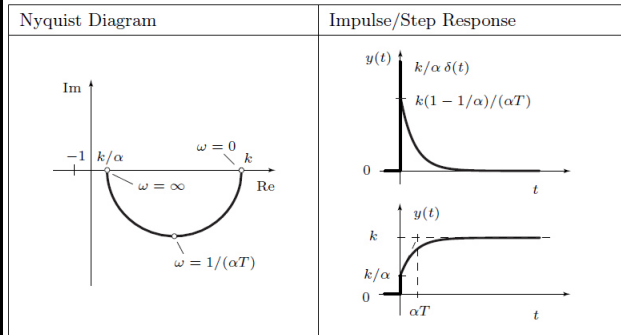 Nyquist Diagram
Impulse/Step Response
Im
−1
k/α
ω = 0
k
Re
ω = ∞
ω = 1/(αT)
y(t)
k/α δ(t)
k(1 − 1/α)/(αT)
0
t
y(t)
k
k/α
0
αT
t